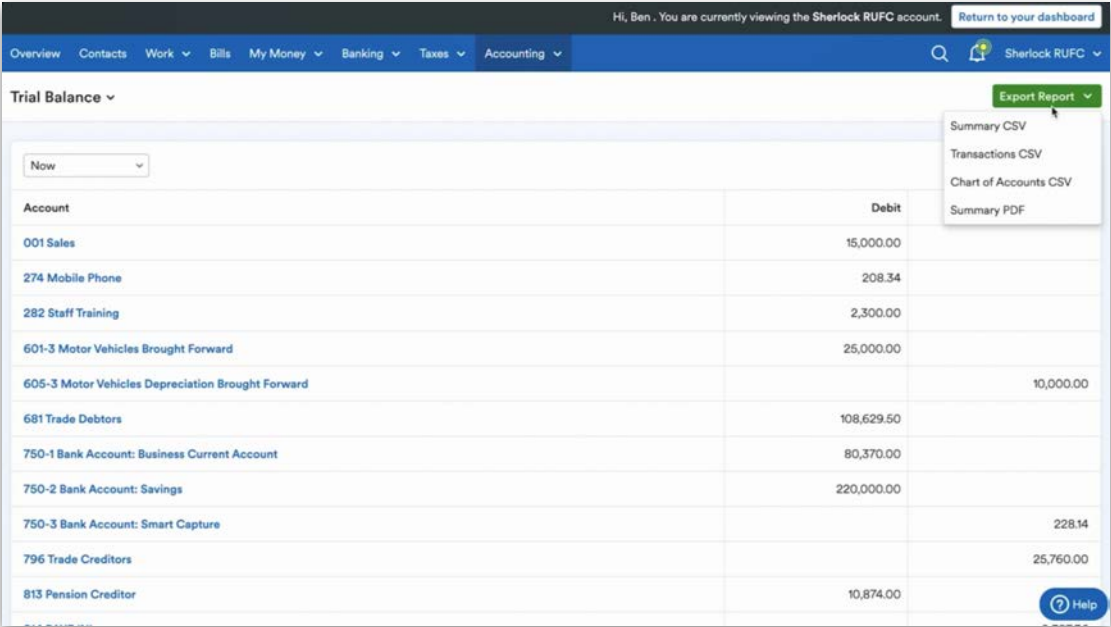 Hi, Ben . You are currently viewing the Sherlock RUFC account. Return to your dashboard
Overview Contacts Work Bills My Money Banking Taxes Accounting Sherlock RUFC
Trial Balance Export Report
Summary CSV
Transactions CSV
Chart of Accounts CSV
Summary PDF
Now
Account Debit
001 Sales 15,000.00
274 Mobile Phone 208.34
282 Staff Training 2,300.00
601-3 Motor Vehicles Brought Forward 25,000.00
605-3 Motor Vehicles Depreciation Brought Forward 10,000.00
681 Trade Debtors 108,629.50
750-1 Bank Account: Business Current Account 80,370.00
750-2 Bank Account: Savings 220,000.00
750-3 Bank Account: Smart Capture 228.14
796 Trade Creditors 25,760.00
813 Pension Creditor 10,874.00
Help